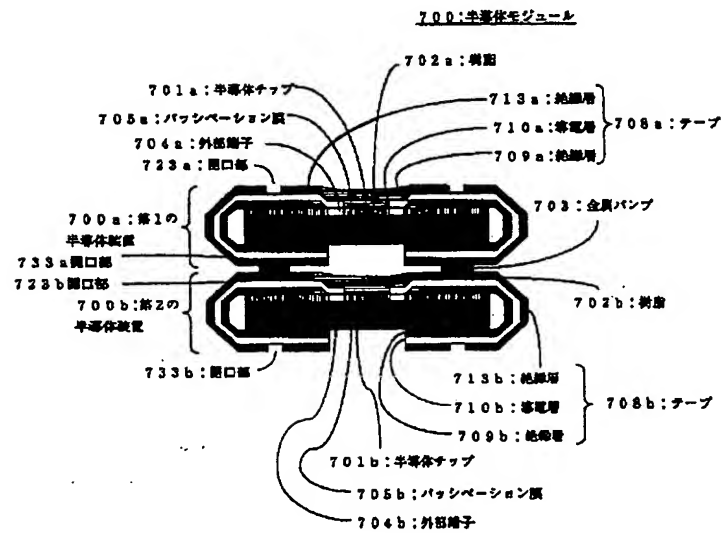 700:半導体モジュール
702a:樹脂
701a:半導体チップ
705a:パッシベーション膜
704a:外部端子
723a:開口部
713a:絶縁層
710a:導電層
709a:絶縁層
708a:テープ
700a:第1の
半導体装置
733a開口部
723b開口部
700b:第2の
半導体装置
733b:開口部
703:金属バンプ
702b:樹脂
713b:絶縁層
710b:導電層
709b:絶縁層
708b:テープ
701b:半導体チップ
705b:パッシベーション膜
704b:外部端子